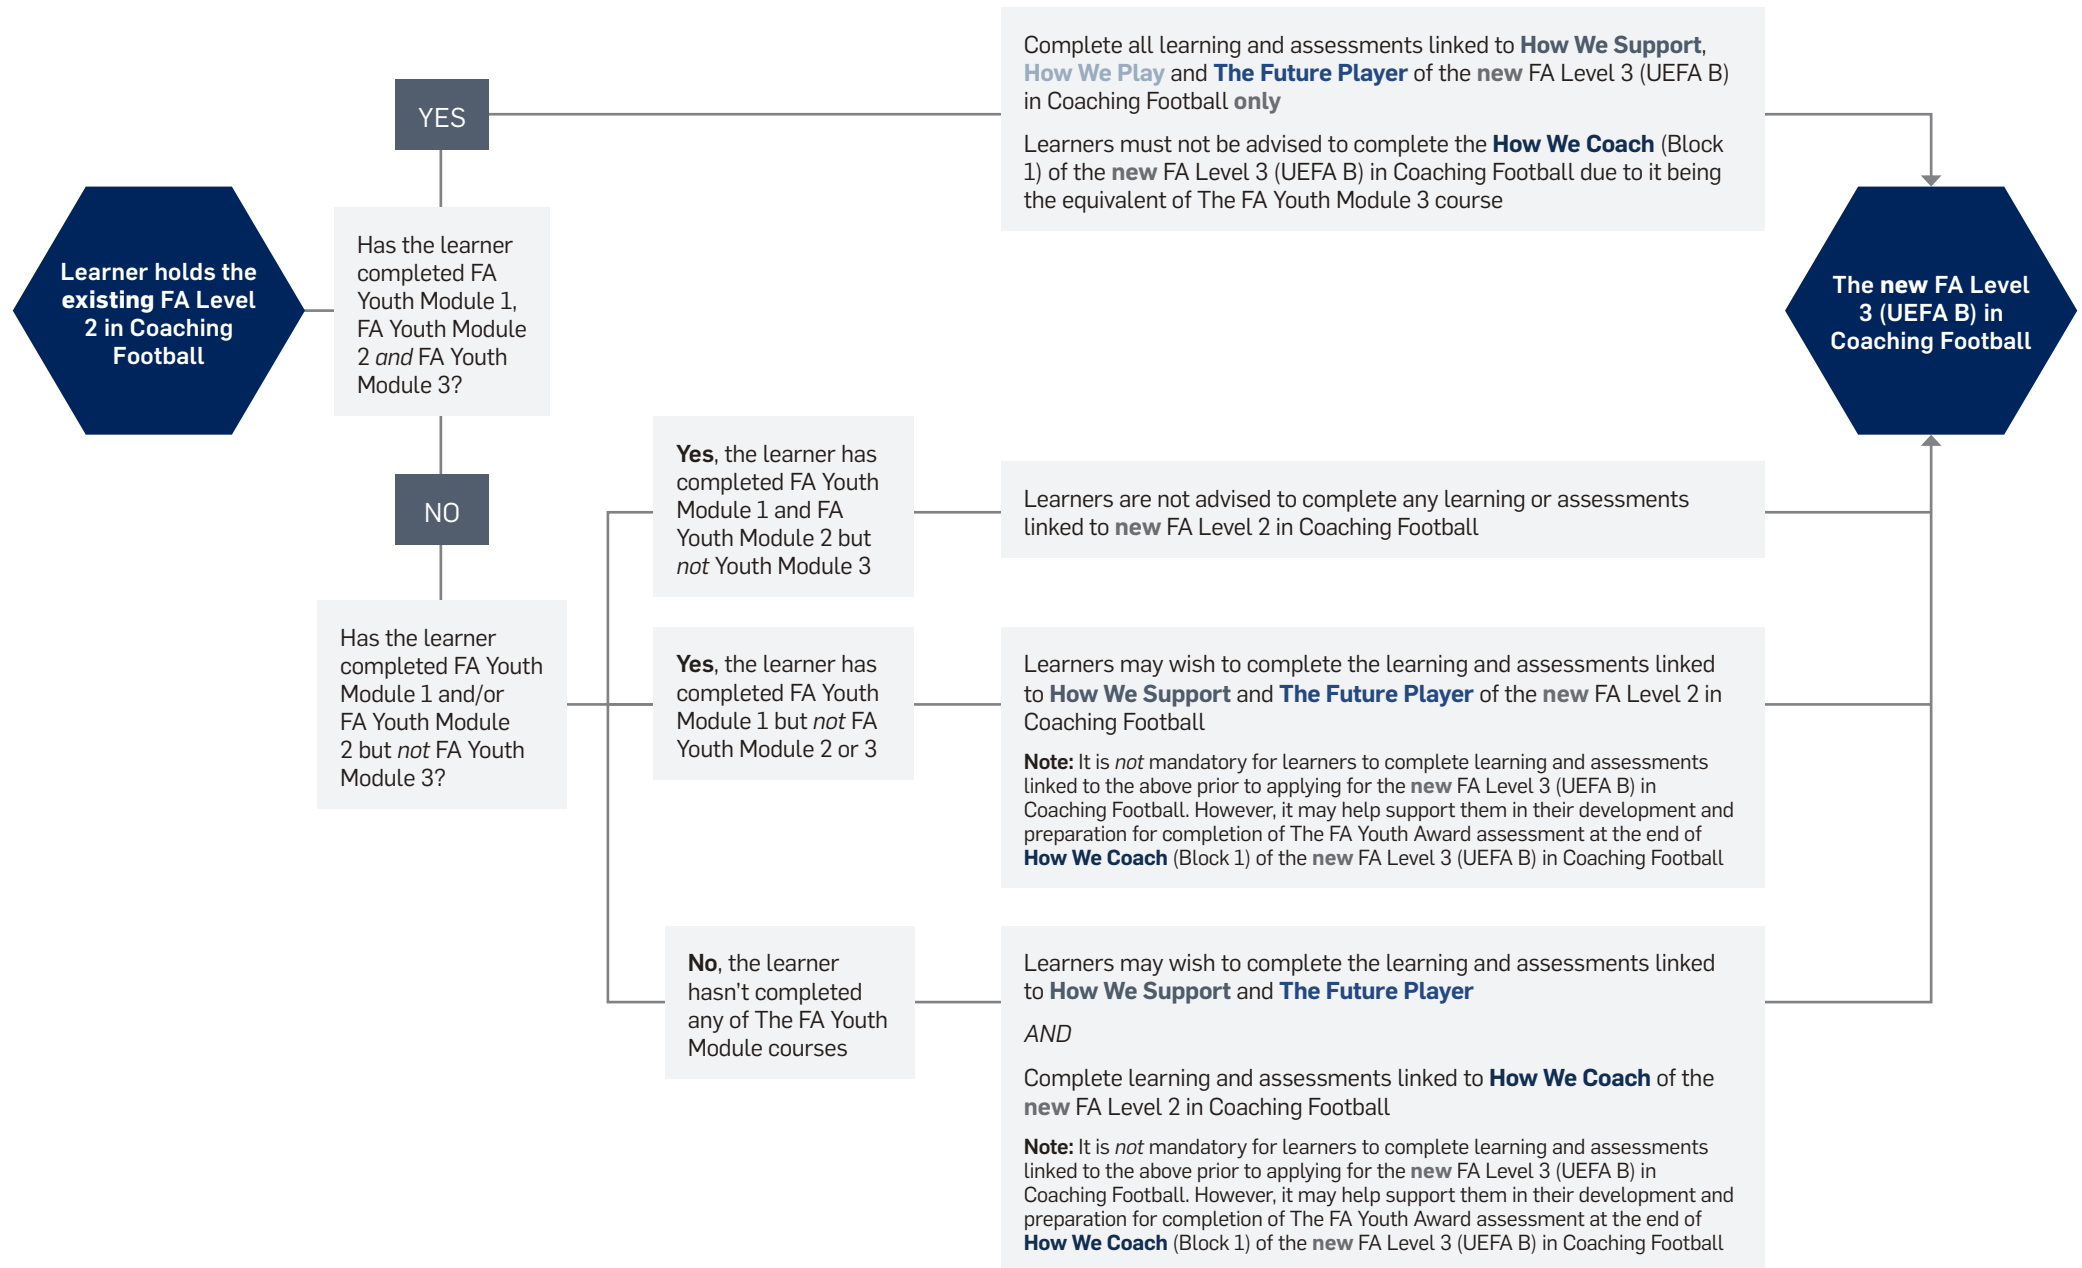 Learner holds the
existing FA Level
2 in Coaching
Football
YES
Has the learner
completed FA
Youth Module 1,
FA Youth Module
2 and FA Youth
Module 3?
NO
Has the learner
completed FA Youth
Module 1 and/or
FA Youth Module
2 but not FA Youth
Module 3?
Complete all learning and assessments linked to How We Support,
How We Play and The Future Player of the new FA Level 3 (UEFA B)
in Coaching Football only
Learners must not be advised to complete the How We Coach (Block
1) of the new FA Level 3 (UEFA B) in Coaching Football due to it being
the equivalent of The FA Youth Module 3 course
Yes, the learner has
completed FA Youth
Module 1 and FA
Youth Module 2 but
not Youth Module 3
Learners are not advised to complete any learning or assessments
linked to new FA Level 2 in Coaching Football
Yes, the learner has
completed FA Youth
Module 1 but not FA
Youth Module 2 or 3
Learners may wish to complete the learning and assessments linked
to How We Support and The Future Player of the new FA Level 2 in
Coaching Football
Note: It is not mandatory for learners to complete learning and assessments
linked to the above prior to applying for the new FA Level 3 (UEFA B) in
Coaching Football. However, it may help support them in their development and
preparation for completion of The FA Youth Award assessment at the end of
How We Coach (Block 1) of the new FA Level 3 (UEFA B) in Coaching Football
No, the learner
hasn't completed
any of The FA Youth
Module courses
Learners may wish to complete the learning and assessments linked
to How We Support and The Future Player
AND
Complete learning and assessments linked to How We Coach of the
new FA Level 2 in Coaching Football
Note: It is not mandatory for learners to complete learning and assessments
linked to the above prior to applying for the new FA Level 3 (UEFA B) in
Coaching Football. However, it may help support them in their development and
preparation for completion of The FA Youth Award assessment at the end of
How We Coach (Block 1) of the new FA Level 3 (UEFA B) in Coaching Football
The new FA Level
3 (UEFA B) in
Coaching Football